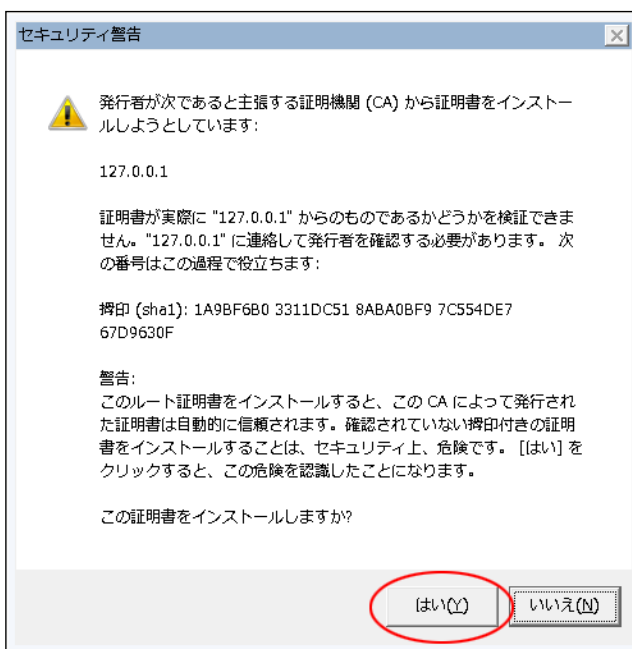 セキュリティ警告
発行者が次であると主張する証明機関 (CA) から証明書をインストー
ルしようとしています:
127.0.0.1
証明書が実際に "127.0.0.1" からのものであるかどうかを検証できま
せん。"127.0.0.1" に連絡して発行者を確認する必要があります。 次
の番号はこの過程で役立ちます:
拇印 (sha1): 1A9BF6B0 3311DC51 8ABA0BF9 7C554DE7
67D9630F
警告:
このルート証明書をインストールすると、この CA によって発行され
た証明書は自動的に信頼されます。確認されていない拇印付きの証明
書をインストールすることは、セキュリティ上、危険です。 [はい] を
クリックすると、この危険を認識したことになります。
この証明書をインストールしますか?
はい(Y) いいえ(N)